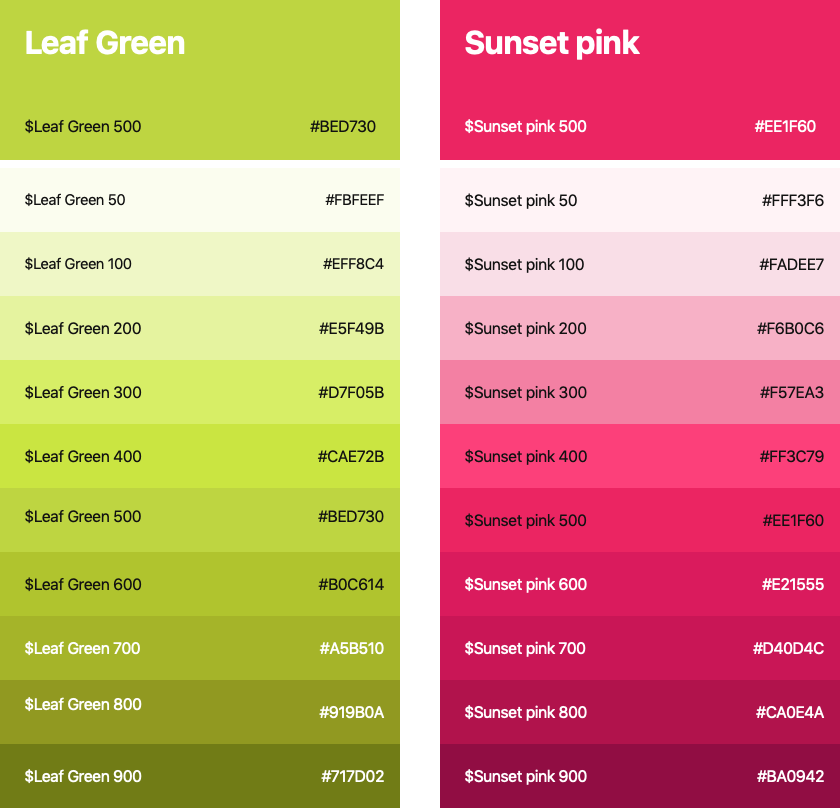 Leaf Green
$Leaf Green 500 #BED730
$Leaf Green 50 #FBFEEF
$Leaf Green 100 #EFF8C4
$Leaf Green 200 #E5F49B
$Leaf Green 300 #D7F05B
$Leaf Green 400 #CAE72B
$Leaf Green 500 #BED730
$Leaf Green 600 #B0C614
$Leaf Green 700 #A5B510
$Leaf Green 800 #919B0A
$Leaf Green 900 #717D02
Sunset pink
$Sunset pink 500 #EE1F60
$Sunset pink 50 #FFF3F6
$Sunset pink 100 #FADEE7
$Sunset pink 200 #F6B0C6
$Sunset pink 300 #F57EA3
$Sunset pink 400 #FF3C79
$Sunset pink 500 #EE1F60
$Sunset pink 600 #E21555
$Sunset pink 700 #D40D4C
$Sunset pink 800 #CA0E4A
$Sunset pink 900 #BA0942